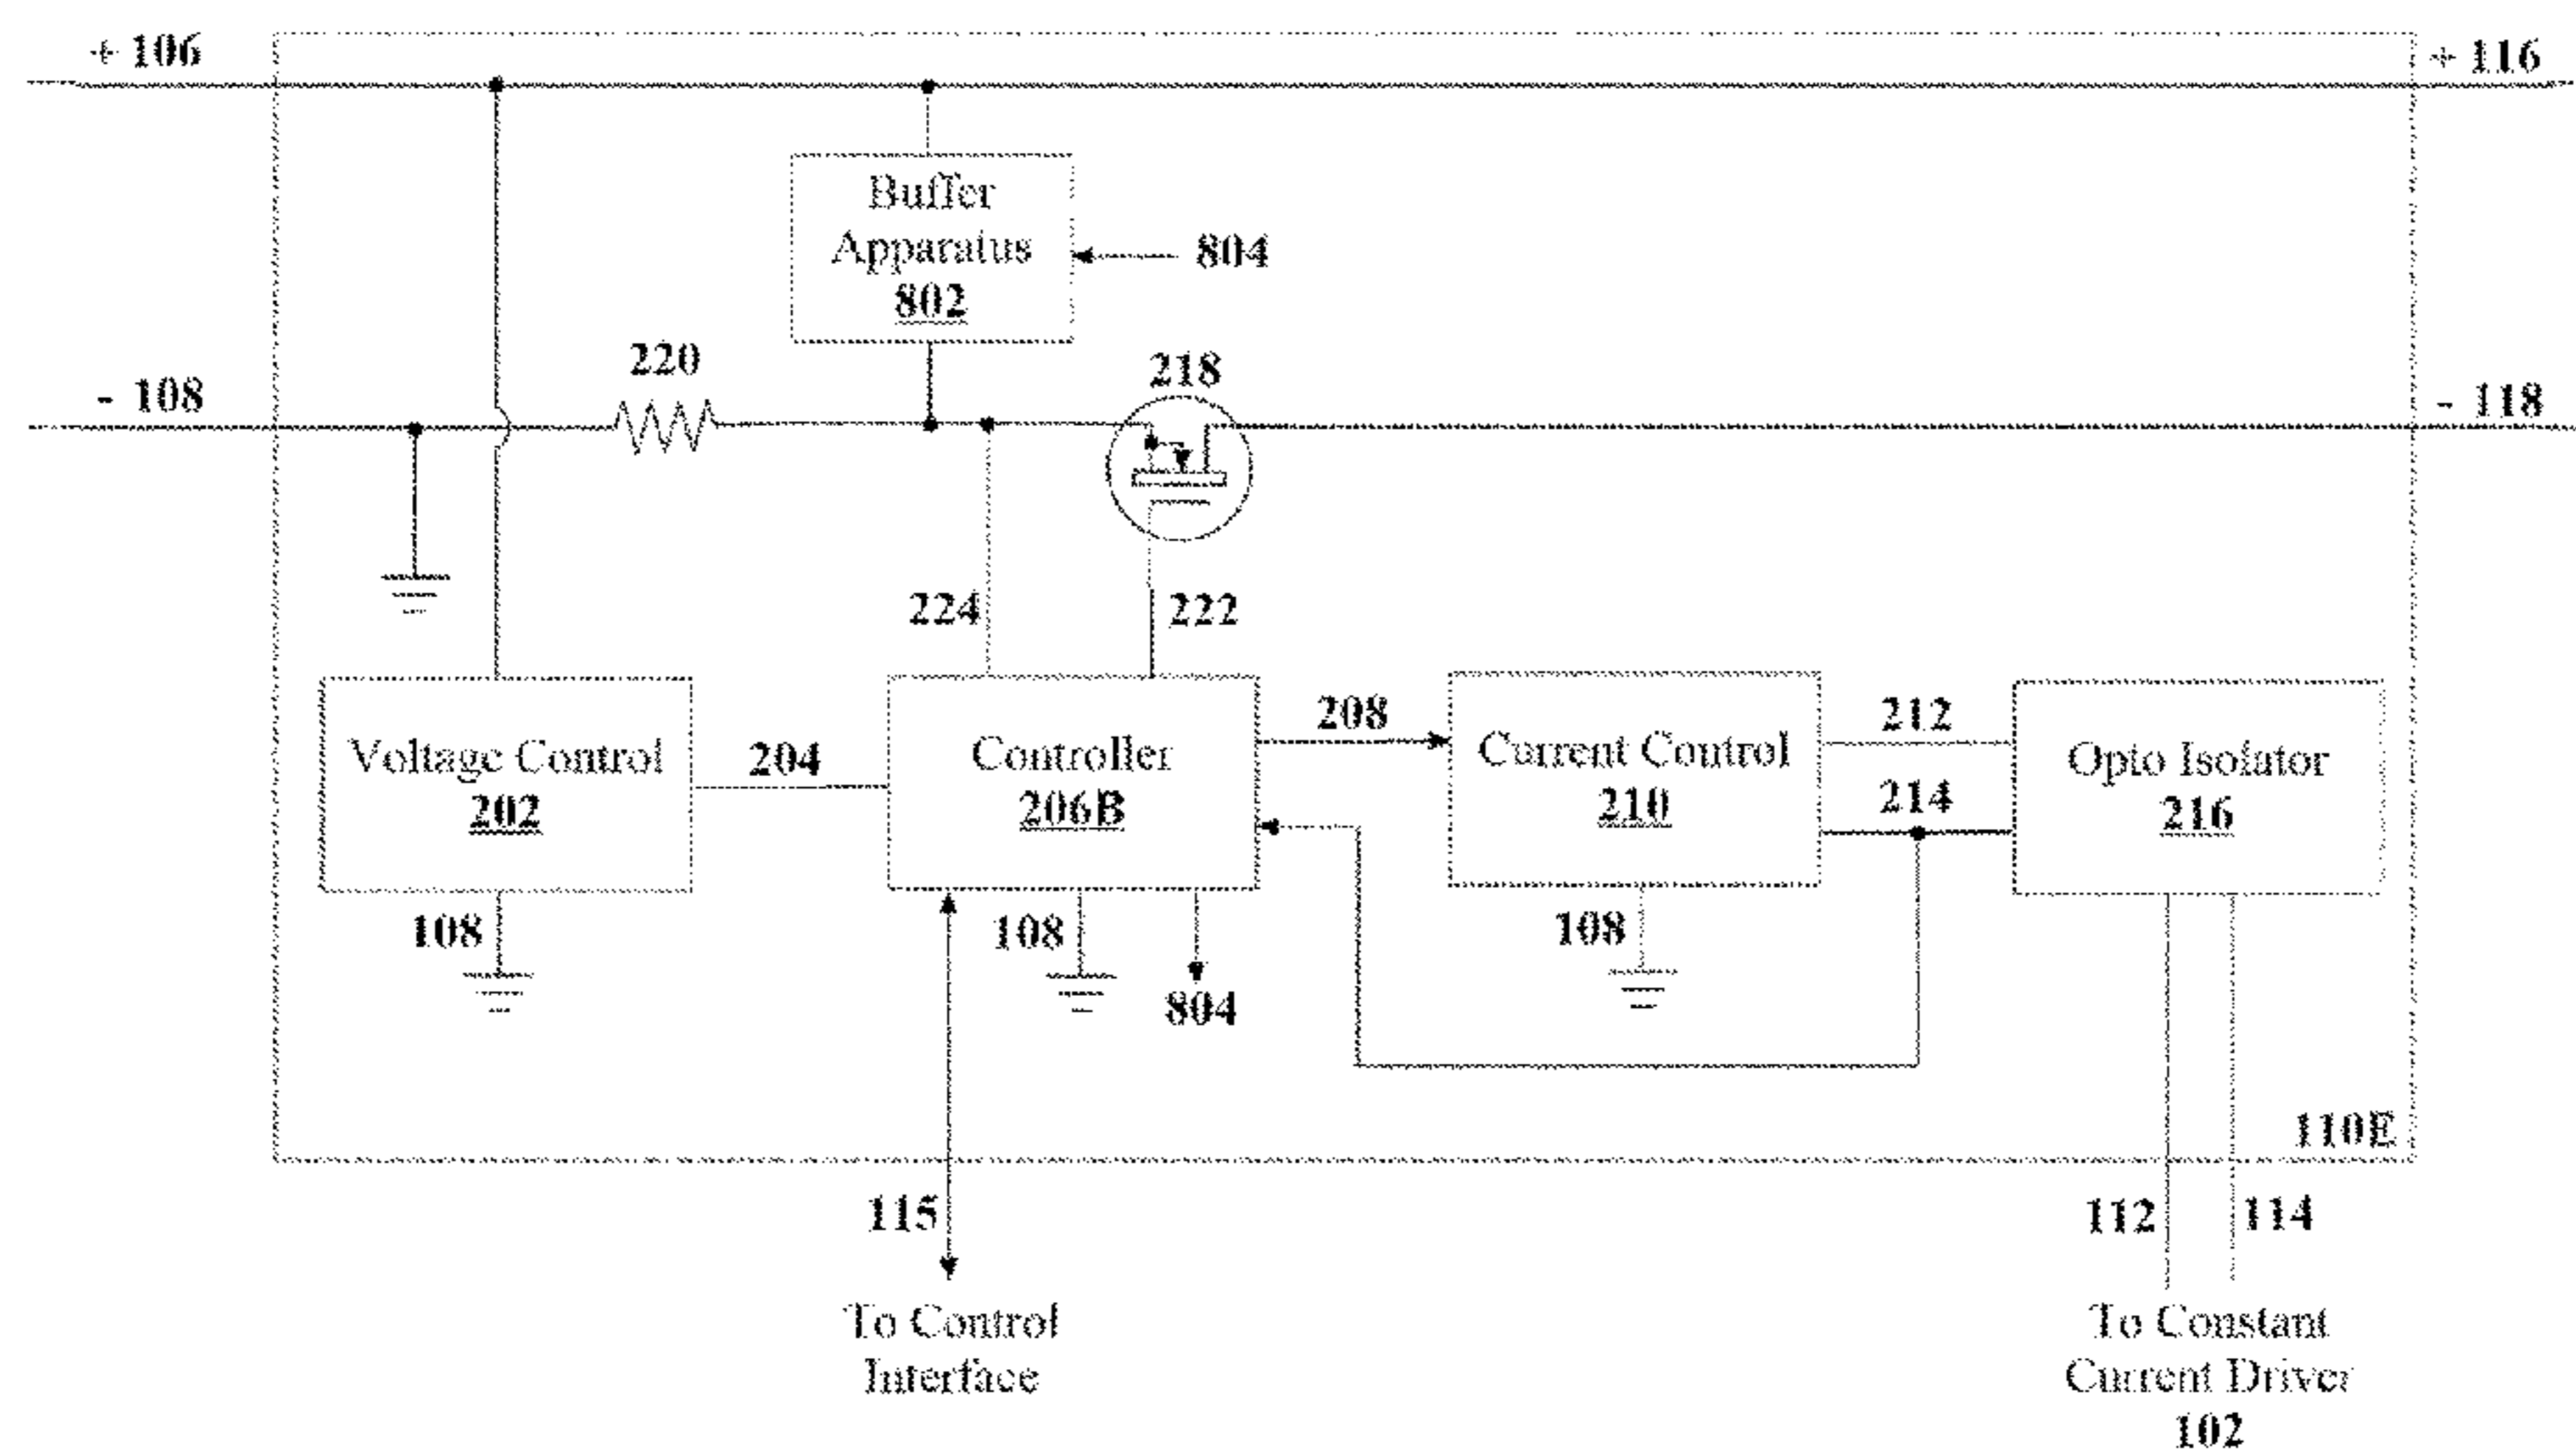 + 106
+ 116
Buffer
Apparatus
802
804
220
218
- 108
- 118
224
222
Voltage Control
202
204
Controller
206B
208
Current Control
210
212
214
Opto Isolator
216
108
108
804
108
110E
115
112
114
To Control
Interface
To Constant
Current Driver
102